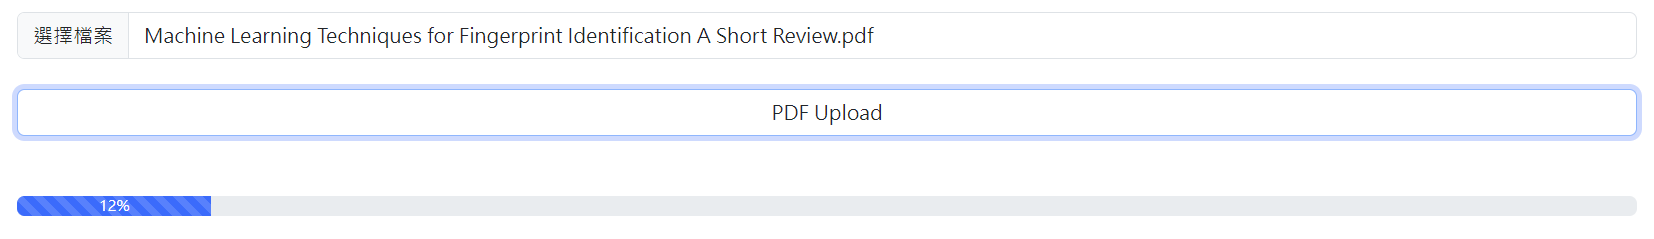 選擇檔案 Machine Learning Techniques for Fingerprint Identification A Short Review.pdf
PDF Upload
12%